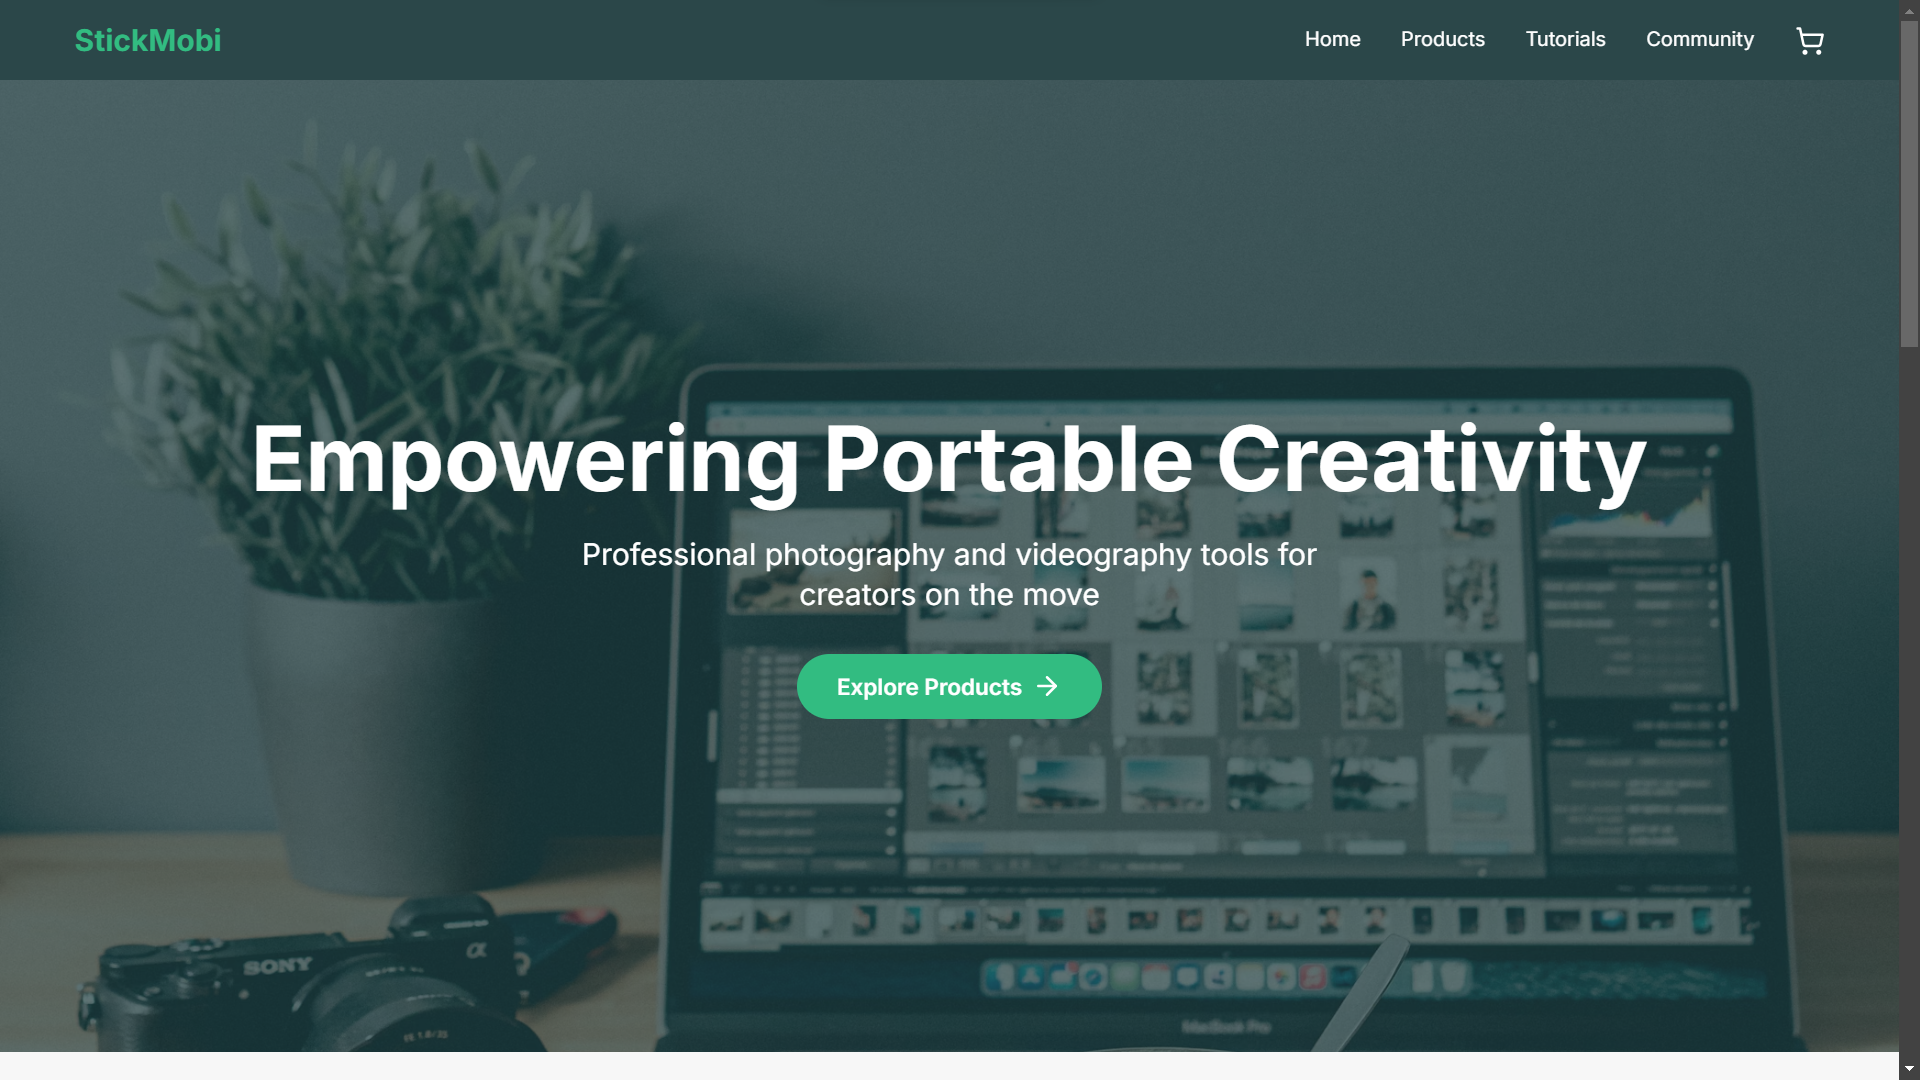 StickMobi
Home
Products
Tutorials
Community
Empowering Portable Creativity
Professional photography and videography tools for
creators on the move
Explore Products
SONY
α
MacBook Pro